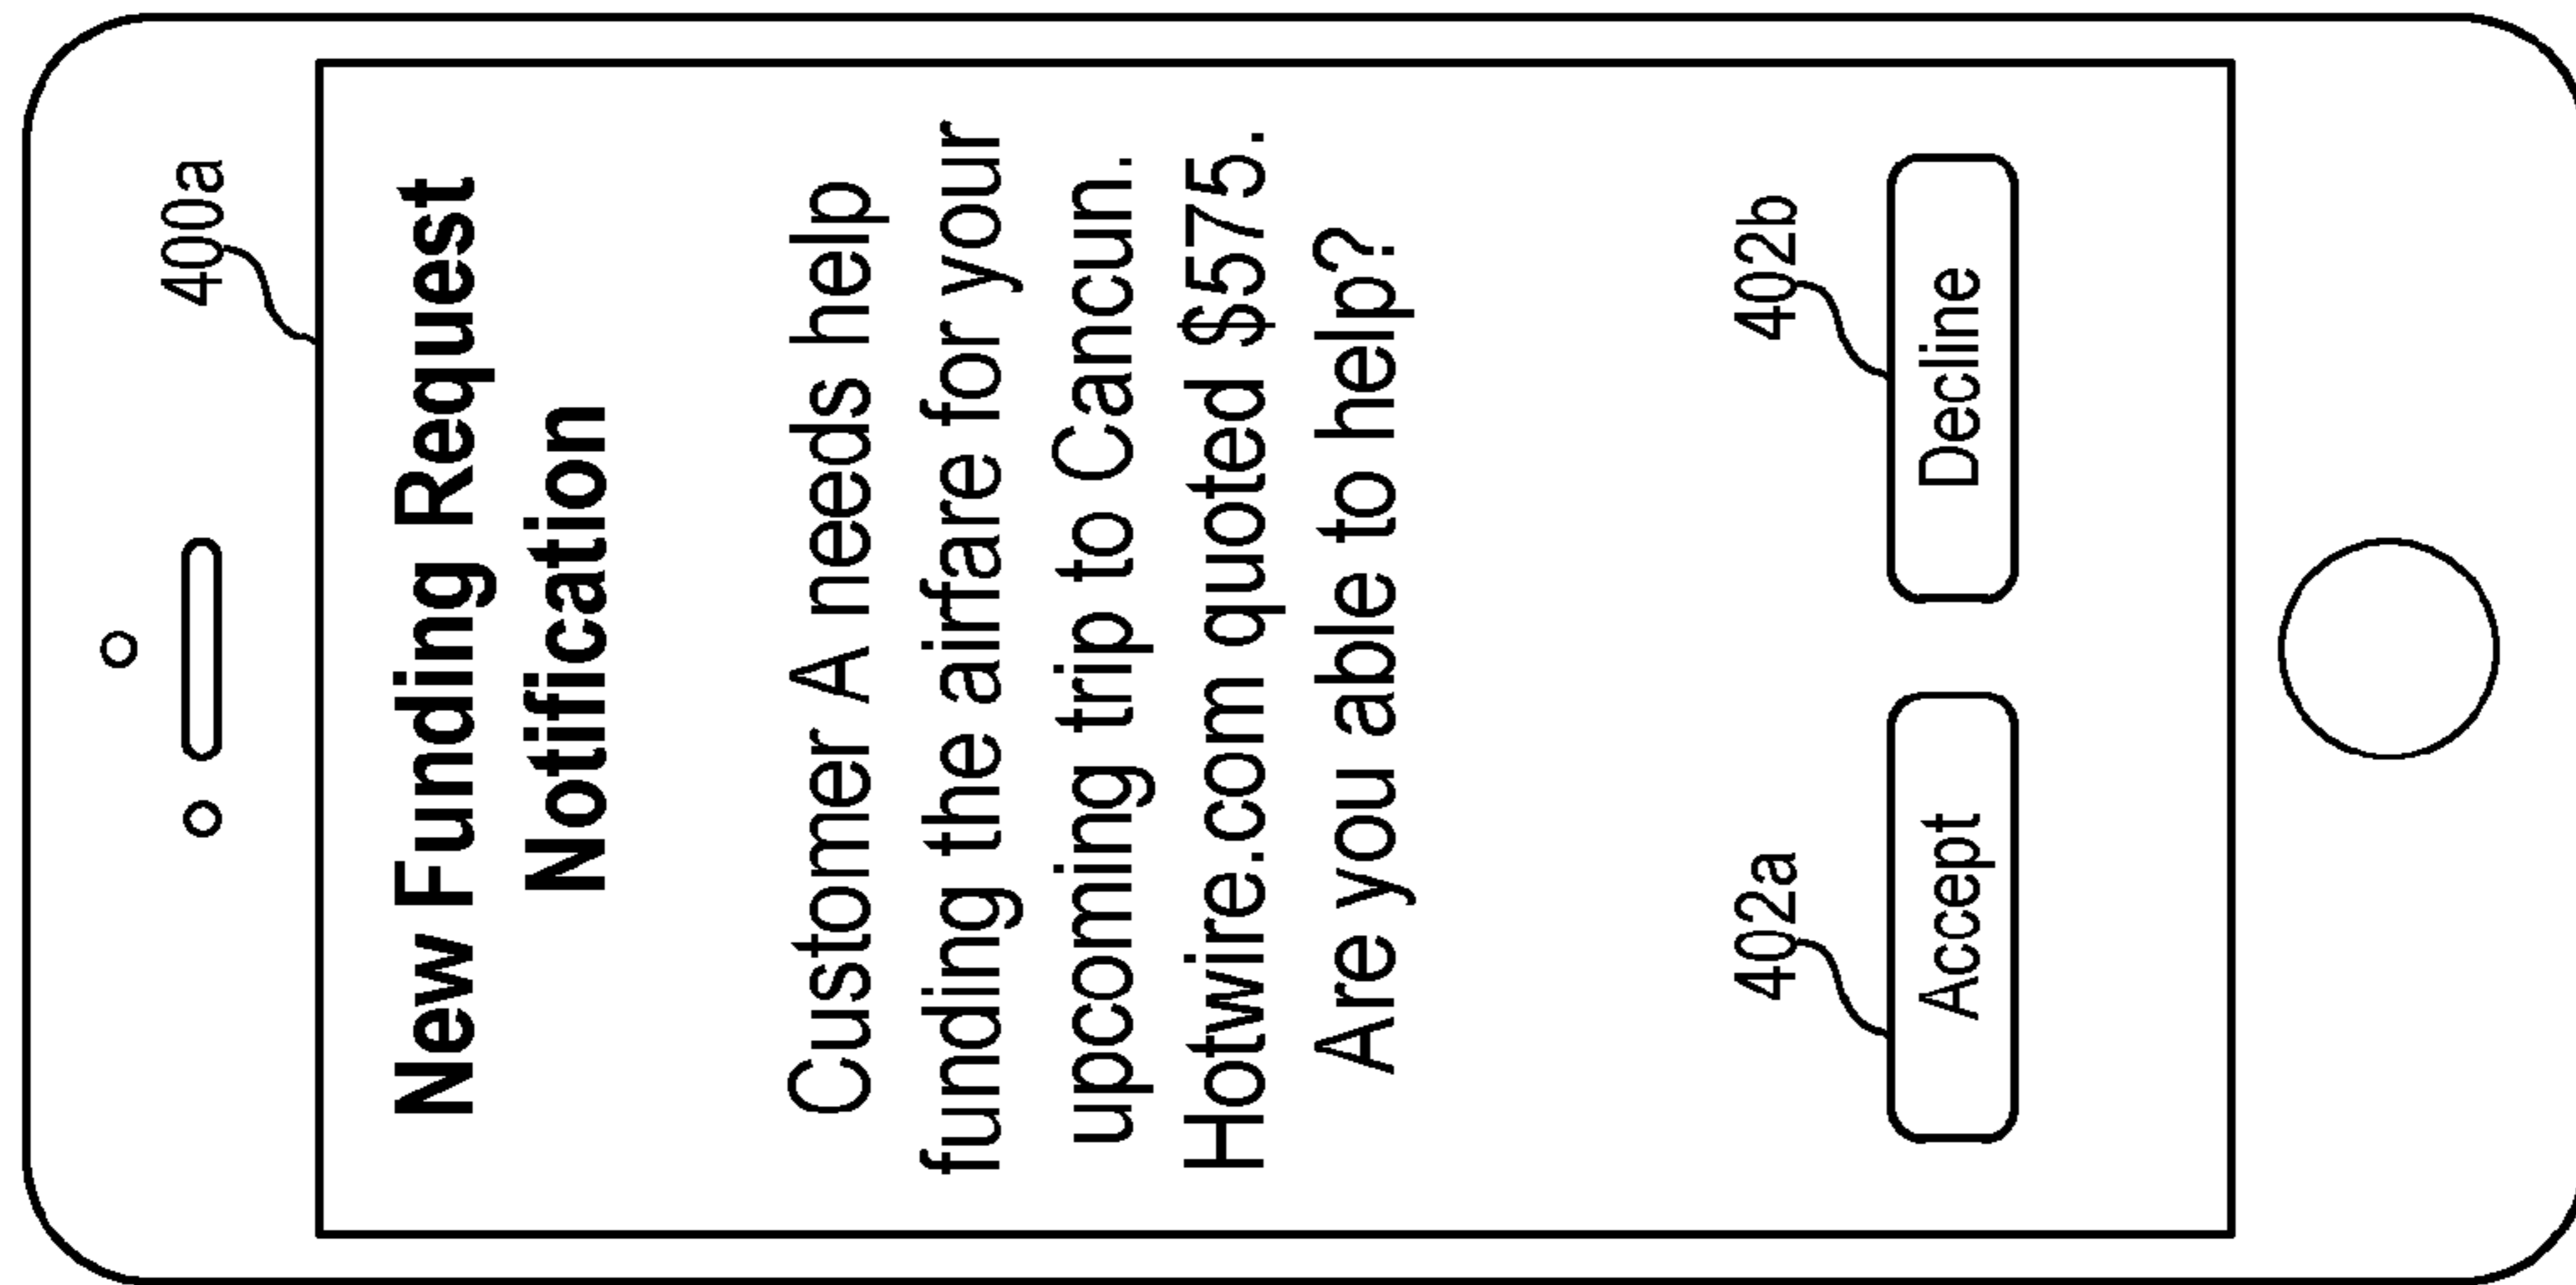 400a
New Funding Request
Notification
Customer A needs help
funding the airfare for your
upcoming trip to Cancun.
Hotwire.com quoted $575.
Are you able to help?
402a
402b
Accept
Decline